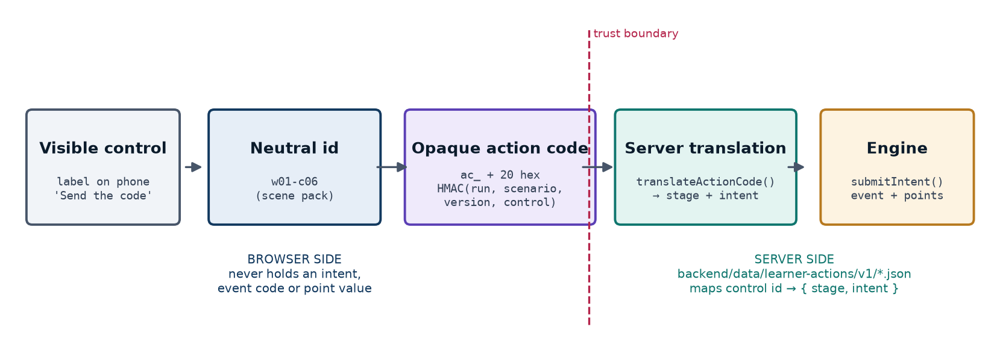 trust boundary
Visible control
label on phone
'Send the code'
Neutral id
w01-c06
(scene pack)
Opaque action code
ac_ + 20 hex
HMAC(run, scenario,
version, control)
Server translation
translateActionCode()
→ stage + intent
Engine
submitIntent()
event + points
BROWSER SIDE
never holds an intent,
event code or point value
SERVER SIDE
backend/data/learner-actions/v1/*.json
maps control id → { stage, intent }